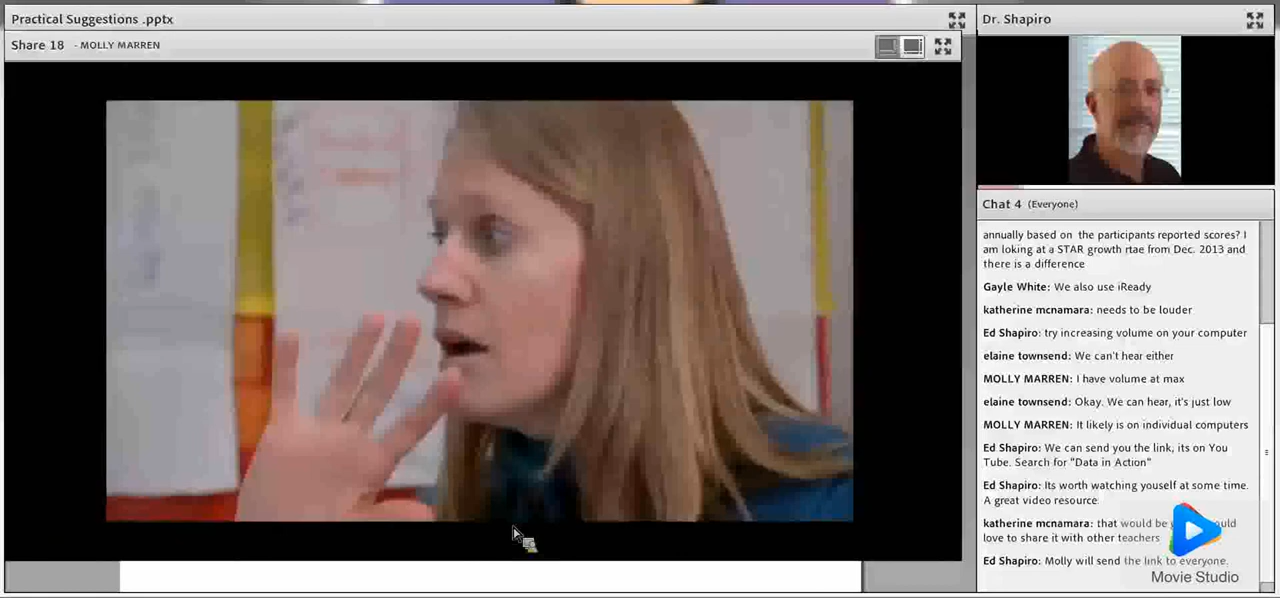 Practical Suggestions .pptx
Share 18 - MOLLY MARREN
Dr. Shapiro
Chat 4 (Everyone)
annually based on the participants reported scores? I
am loking at a STAR growth rtae from Dec. 2013 and
there is a difference
Gayle White: We also use iReady
katherine mcnamara: needs to be louder
Ed Shapiro: try increasing volume on your computer
elaine townsend: We can't hear either
MOLLY MARREN: I have volume at max
elaine townsend: Okay. We can hear, it's just low
MOLLY MARREN: It likely is on individual computers
Ed Shapiro: We can send you the link, its on You
Tube. Search for "Data in Action"
Ed Shapiro: Its worth watching youself at some time.
A great video resource.
katherine mcnamara: that would be
love to share it with other teachers
Ed Shapiro: Molly will send the link to everyone.
Movie Studio